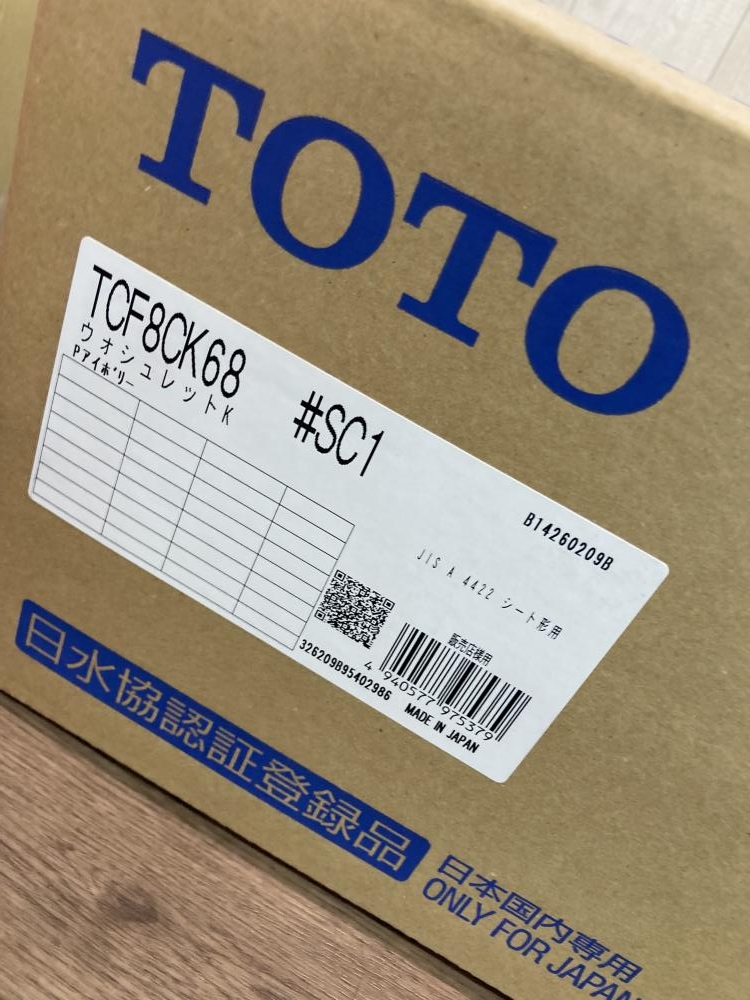 TOTO
TCF8CK68 #SC1
ウオシュレットK
Pアイボリー
B14260209B
JIS A 4422 シート形用
販売店様用
326209B95402986
4 940577 975379
MADE IN JAPAN
日水協認証登録品
日本国内専用
ONLY FOR JAPAN